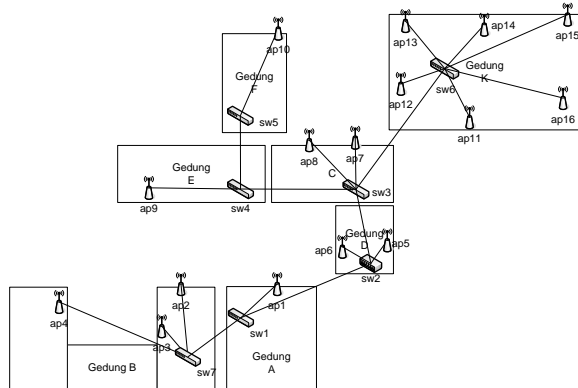 ap13
ap14
ap15
ap10
Gedung
K
sw6
Gedung
F
ap12
ap16
ap11
sw5
ap8
ap7
Gedung
E
C
ap9
sw4
sw3
Gedung
D
ap6
ap5
sw2
ap2
ap1
ap4
ap3
sw1
sw7
Gedung B
Gedung
A